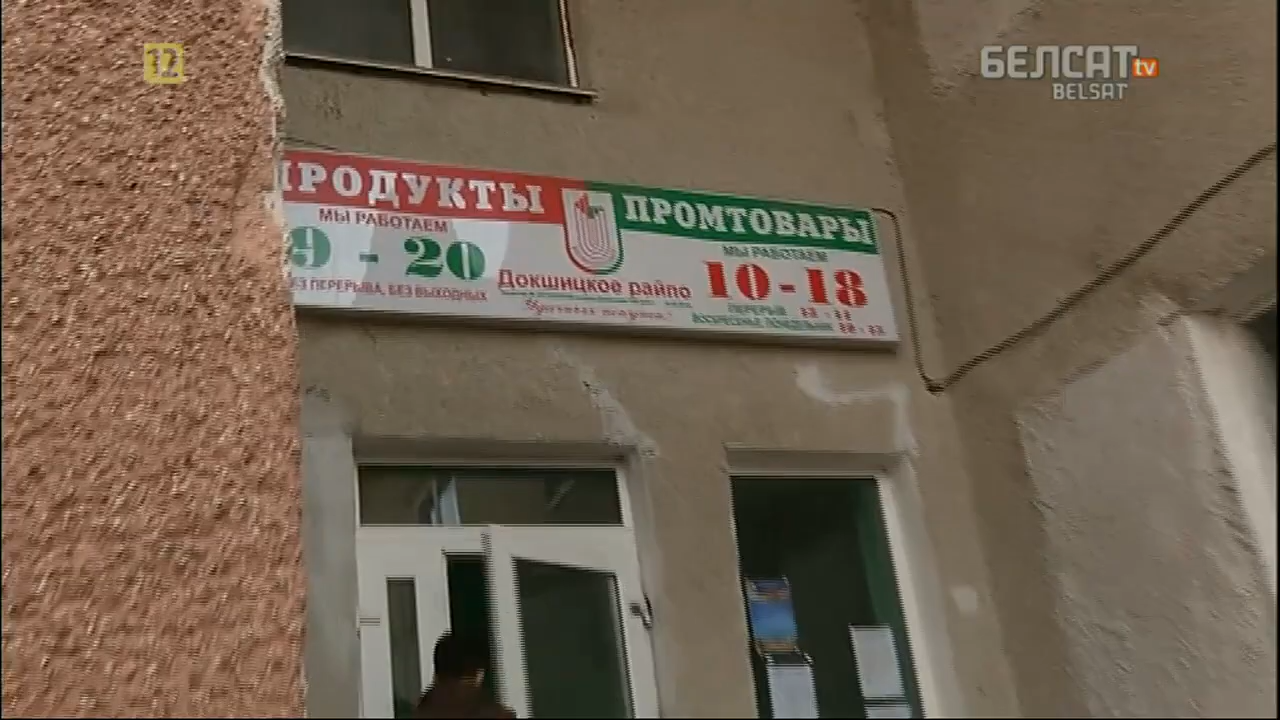 12
БЕЛСАТ tv
BELSAT
ПРОДУКТЫ
МЫ РАБОТАЕМ
9 - 20
БЕЗ ПЕРЕРЫВА, БЕЗ ВЫХОДНЫХ
Докшицкое райпо
ПРОМТОВАРЫ
МЫ РАБОТАЕМ
10-18
ПЕРЕРЫВ